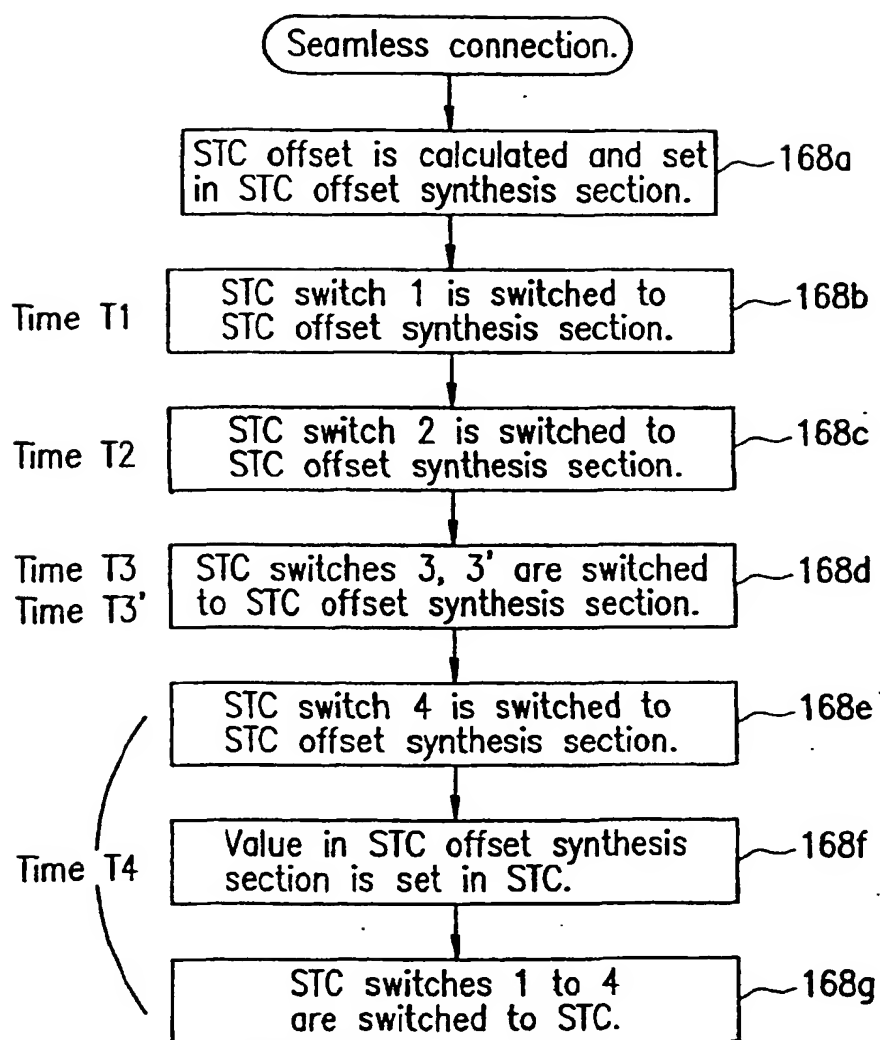 Seamless connection.
STC offset is calculated and set
in STC offset synthesis section.
168a
Time T1
STC switch 1 is switched to
STC offset synthesis section.
168b
Time T2
STC switch 2 is switched to
STC offset synthesis section.
168c
Time T3
Time T3'
STC switches 3, 3' are switched
to STC offset synthesis section.
168d
STC switch 4 is switched to
STC offset synthesis section.
168e
Time T4
Value in STC offset synthesis
section is set in STC.
168f
STC switches 1 to 4
are switched to STC.
168g